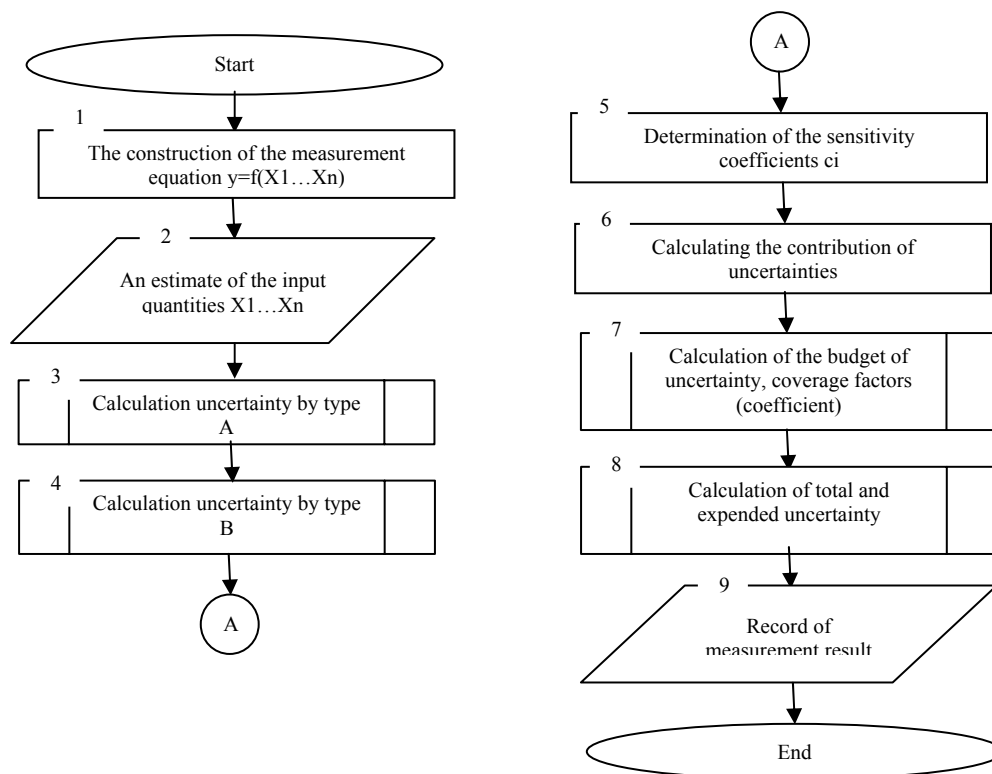 Start
1
The construction of the measurement
equation y=f(X1…Xn)
2
An estimate of the input
quantities X1…Xn
3
Calculation uncertainty by type
A
4
Calculation uncertainty by type
B
A
A
5
Determination of the sensitivity
coefficients ci
6
Calculating the contribution of
uncertainties
7
Calculation of the budget of
uncertainty, coverage factors
(coefficient)
8
Calculation of total and
expended uncertainty
9
Record of
measurement result
End